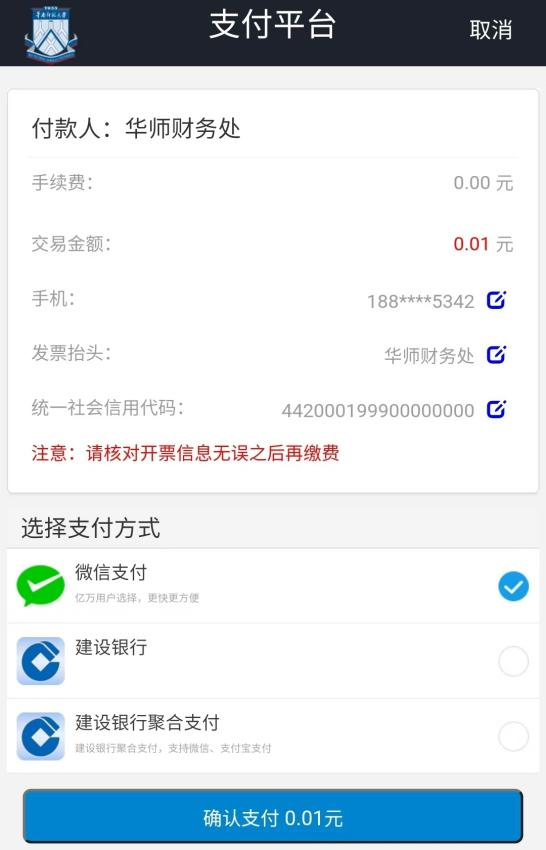 支付平台
取消
付款人：华师财务处
手续费：
0.00 元
交易金额：
0.01 元
手机：
188****5342
发票抬头：
华师财务处
统一社会信用代码：
442000199900000000
注意：请核对开票信息无误之后再缴费
选择支付方式
微信支付
亿万用户选择，更快更方便
建设银行
建设银行聚合支付
建设银行聚合支付，支持微信、支付宝支付
确认支付 0.01元